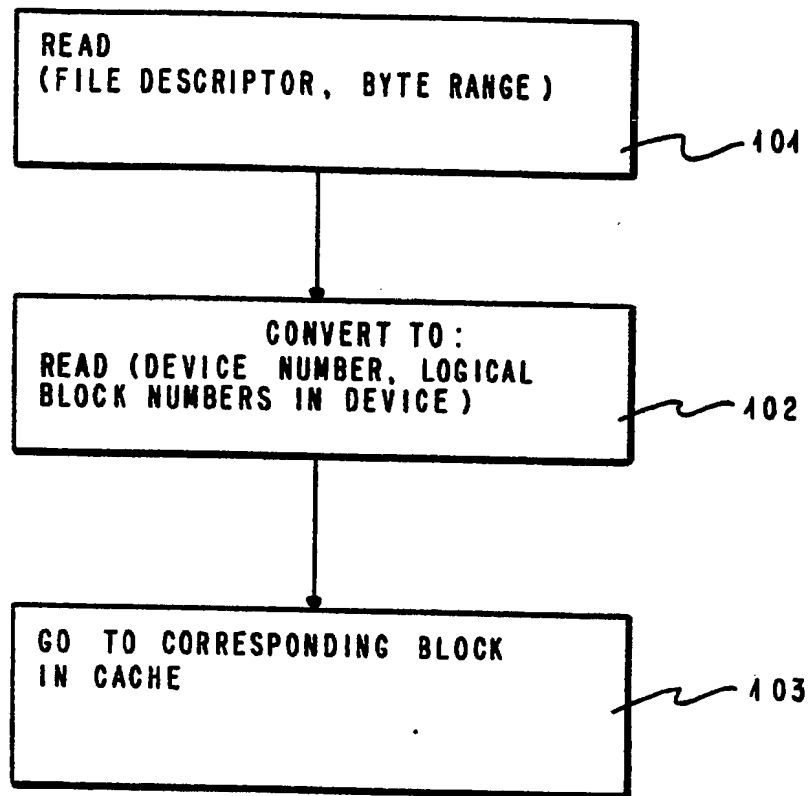 READ
(FILE DESCRIPTOR, BYTE RANGE)
101
CONVERT TO:
READ (DEVICE NUMBER, LOGICAL
BLOCK NUMBERS IN DEVICE)
102
GO TO CORRESPONDING BLOCK
IN CACHE
103